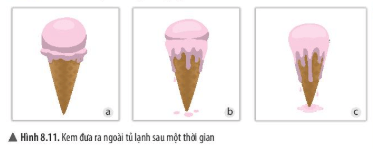 a b c
▲ Hình 8.11. Kem đưa ra ngoài tủ lạnh sau một thời gian